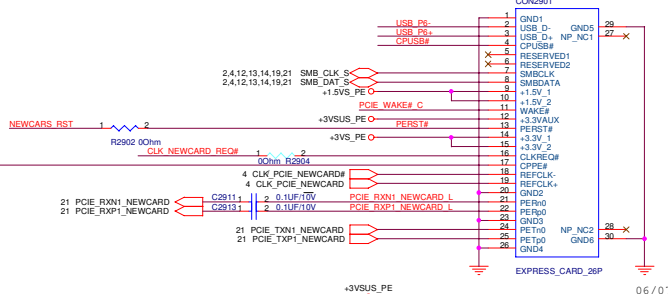 CON2901
USB_P6- 2 USB_D-
1 GND1 GND5 29
USB_P6+ 3 USB_D+ NP_NC1 27
CPUSB# 4 CPUSB#
5 RESERVED1
6 RESERVED2
2,4,12,13,14,19,21 SMB_CLK_S 7 SMBCLK
2,4,12,13,14,19,21 SMB_DAT_S 8 SMBDATA
+1.5VS_PE 9 +1.5V_1
10 +1.5V_2
PCIE_WAKE#_C 11 WAKE#
+3VSUS_PE 12 +3.3VAUX
NEWCARS_RST 1 2 PERST# 13 PERST#
R2902 0Ohm
+3VS_PE 14 +3.3V_1
15 +3.3V_2
CLK_NEWCARD_REQ# 16 CLKREQ#
0Ohm R2904
17 CPPE#
4 CLK_PCIE_NEWCARD# 18 REFCLK-
4 CLK_PCIE_NEWCARD 19 REFCLK+
20 GND2
21 PCIE_RXN1_NEWCARD C2911 1 2 0.1UF/10V PCIE_RXN1_NEWCARD_L 21 PERn0
21 PCIE_RXP1_NEWCARD C2913 1 2 0.1UF/10V PCIE_RXP1_NEWCARD_L 22 PERp0
23 GND3
21 PCIE_TXN1_NEWCARD 24 PETn0 NP_NC2 28
21 PCIE_TXP1_NEWCARD 25 PETp0 GND6 30
26 GND4
EXPRESS_CARD_26P
+3VSUS_PE
06/0